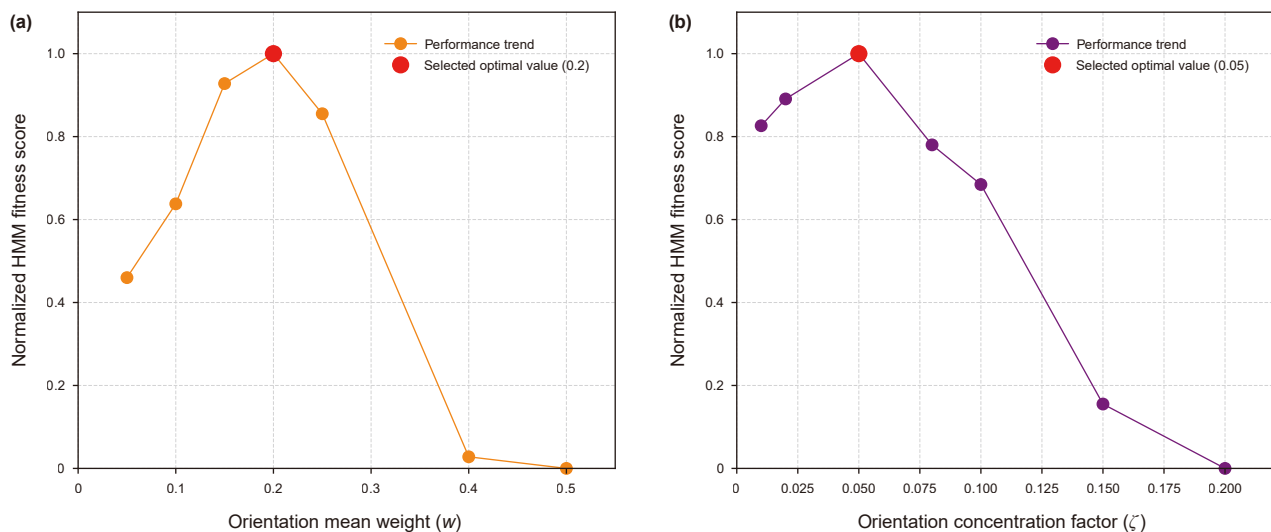 (a)
Performance trend
Selected optimal value (0.2)
Normalized HMM fitness score
1.0
0.8
0.6
0.4
0.2
0
0 0.1 0.2 0.3 0.4 0.5
Orientation mean weight (w)
(b)
Performance trend
Selected optimal value (0.05)
Normalized HMM fitness score
1.0
0.8
0.6
0.4
0.2
0
0 0.025 0.050 0.075 0.100 0.125 0.150 0.175 0.200
Orientation concentration factor (ζ)